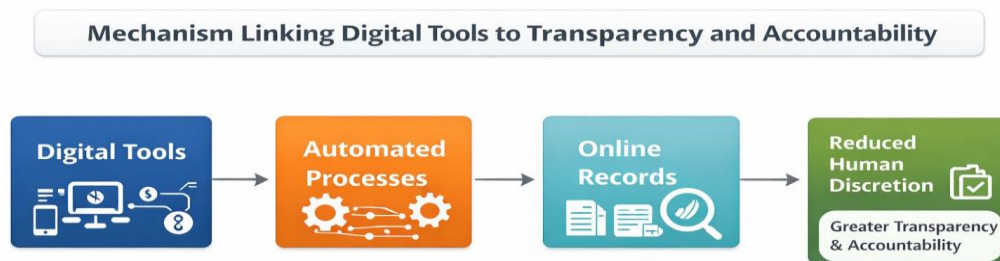 Mechanism Linking Digital Tools to Transparency and Accountability
Digital Tools
Automated
Processes
Online
Records
Reduced
Human
Discretion
Greater Transparency
& Accountability